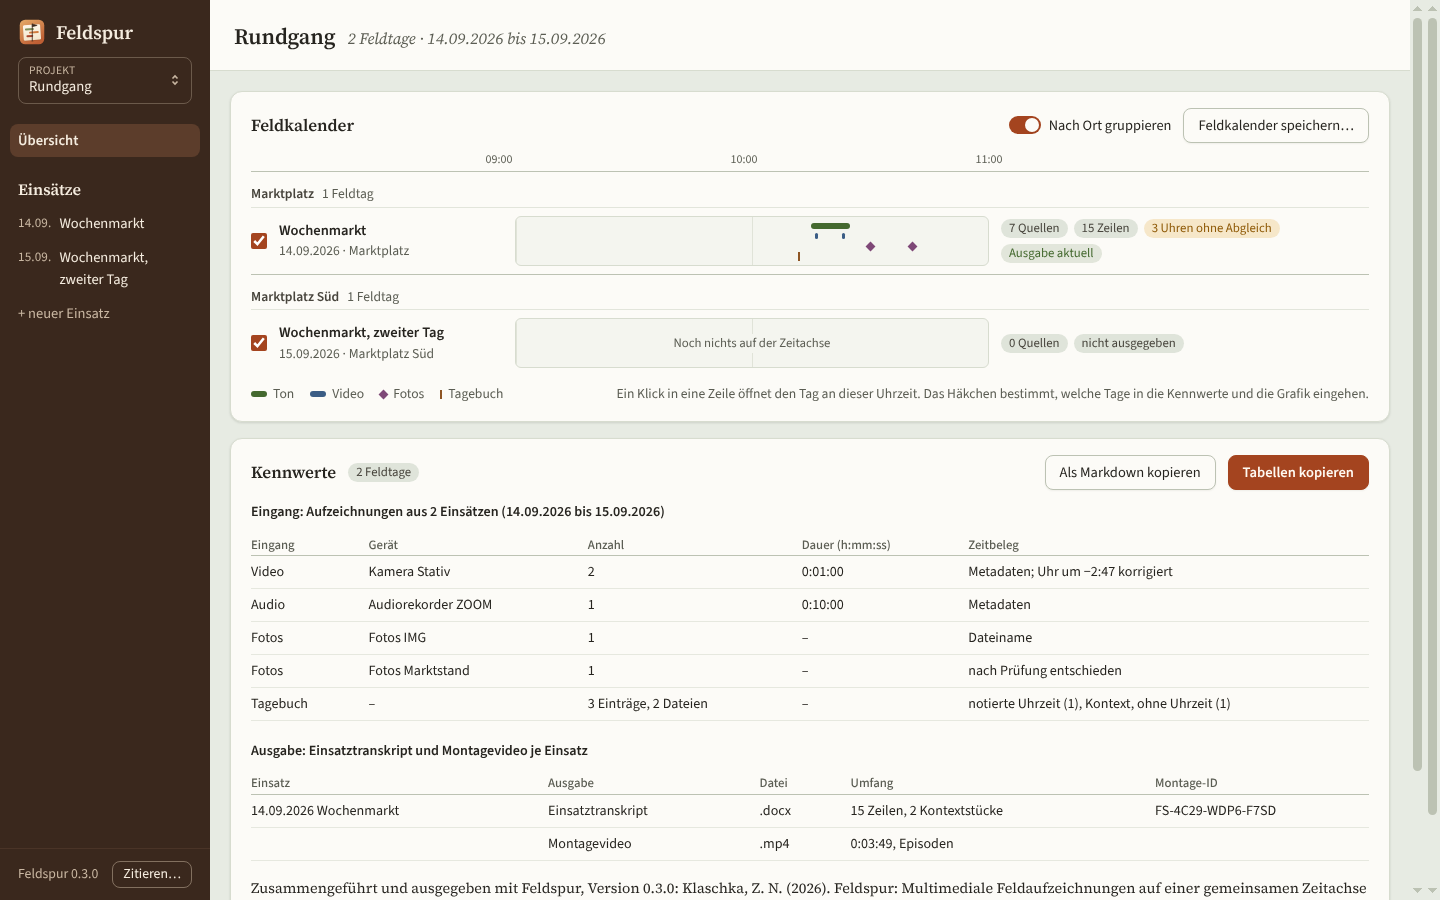 Feldspur
PROJEKT
Rundgang
Übersicht
Einsätze
14.09. Wochenmarkt
15.09. Wochenmarkt,
zweiter Tag
+ neuer Einsatz
Feldspur 0.3.0 Zitieren…
Rundgang 2 Feldtage · 14.09.2026 bis 15.09.2026
Feldkalender Nach Ort gruppieren Feldkalender speichern…
09:00 10:00 11:00
Marktplatz 1 Feldtag
Wochenmarkt
14.09.2026 · Marktplatz
7 Quellen 15 Zeilen 3 Uhren ohne Abgleich
Ausgabe aktuell
Marktplatz Süd 1 Feldtag
Wochenmarkt, zweiter Tag
15.09.2026 · Marktplatz Süd
Noch nichts auf der Zeitachse
0 Quellen nicht ausgegeben
Ton Video Fotos Tagebuch Ein Klick in eine Zeile öffnet den Tag an dieser Uhrzeit. Das Häkchen bestimmt, welche Tage in die Kennwerte und die Grafik eingehen.
Kennwerte 2 Feldtage Als Markdown kopieren Tabellen kopieren
Eingang: Aufzeichnungen aus 2 Einsätzen (14.09.2026 bis 15.09.2026)
Eingang Gerät Anzahl Dauer (h:mm:ss) Zeitbeleg
Video Kamera Stativ 2 0:01:00 Metadaten; Uhr um −2:47 korrigiert
Audio Audiorekorder ZOOM 1 0:10:00 Metadaten
Fotos Fotos IMG 1 – Dateiname
Fotos Fotos Marktstand 1 – nach Prüfung entschieden
Tagebuch – 3 Einträge, 2 Dateien – notierte Uhrzeit (1), Kontext, ohne Uhrzeit (1)
Ausgabe: Einsatztranskript und Montagevideo je Einsatz
Einsatz Ausgabe Datei Umfang Montage-ID
14.09.2026 Wochenmarkt Einsatztranskript .docx 15 Zeilen, 2 Kontextstücke FS-4C29-WDP6-F7SD
Montagevideo .mp4 0:03:49, Episoden
Zusammengeführt und ausgegeben mit Feldspur, Version 0.3.0: Klaschka, Z. N. (2026). Feldspur: Multimediale Feldaufzeichnungen auf einer gemeinsamen Zeitachse